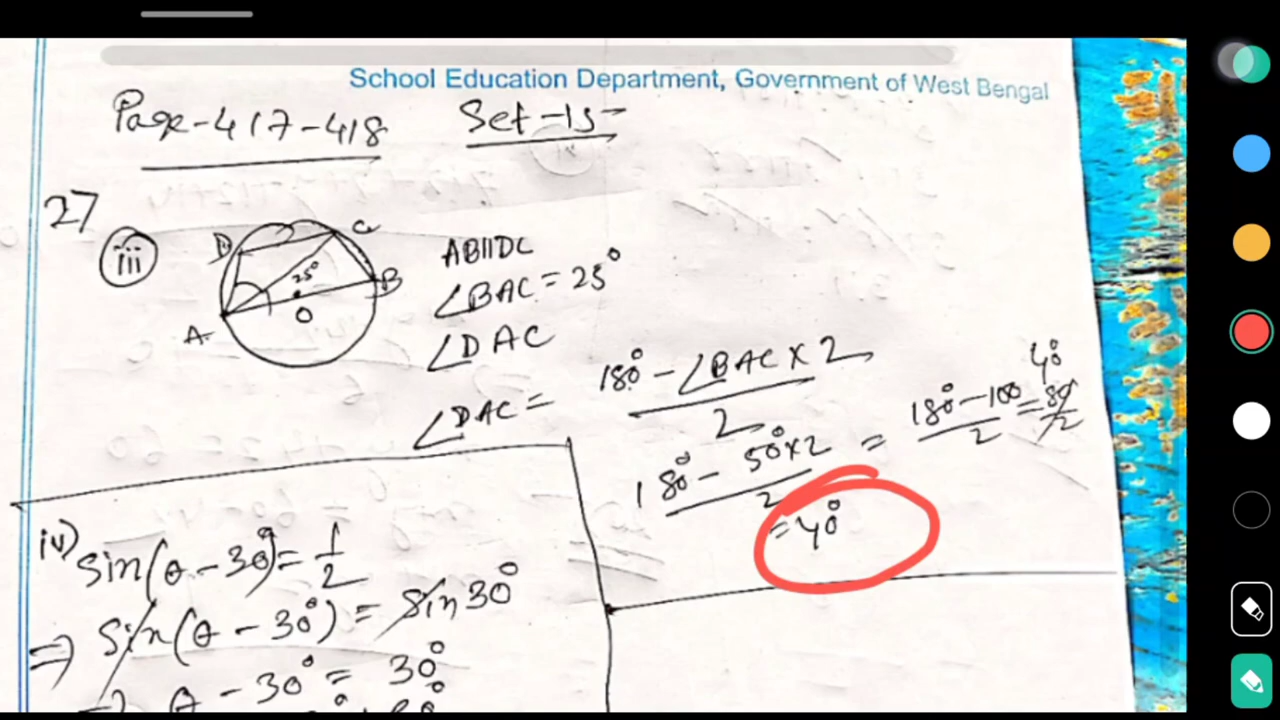 School Education Department, Government of West Bengal
Page-417-418 Set-15
27
iii
D C
25°
B
O
A
AB||DC
∠BAC = 25°
∠DAC
∠DAC = (180° - ∠BAC × 2)/2
(180° - 50° × 2)/2 = (180° - 100)/2 = 80/2 40
= 40°
iv) sin(θ - 30°) = 1/2
⇒ sin(θ - 30°) = sin 30°
⇒ θ - 30° = 30°